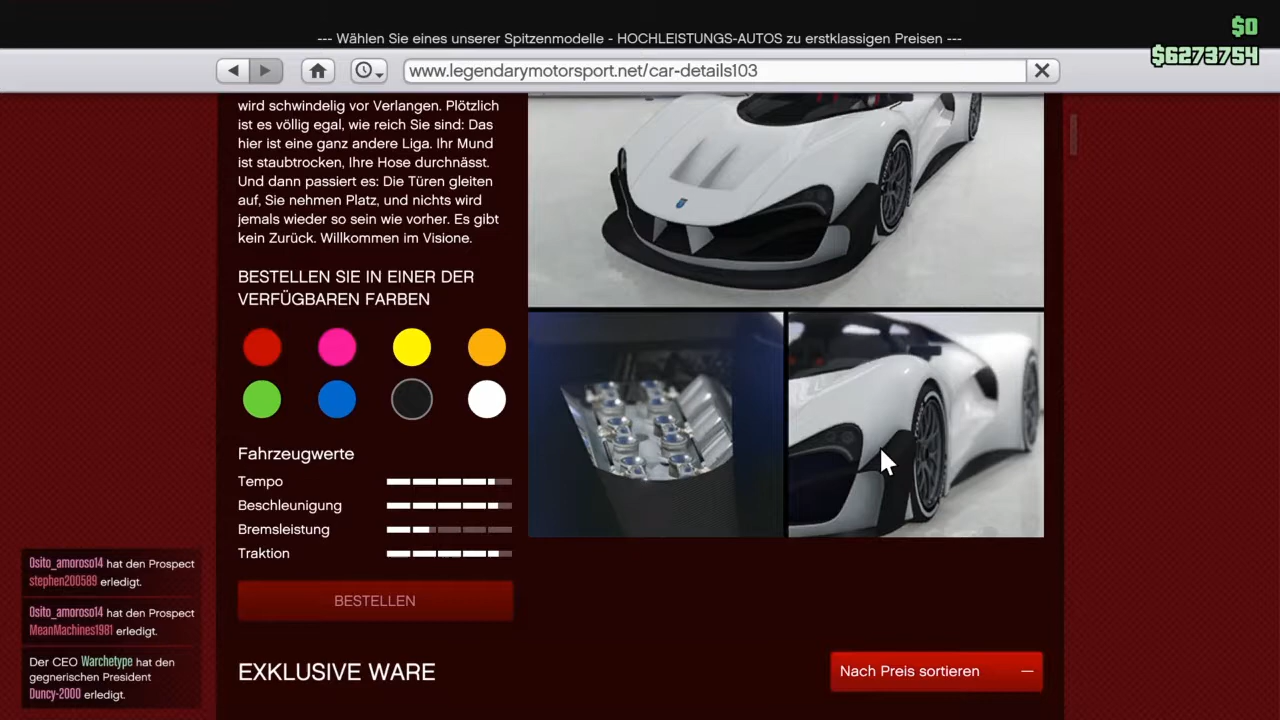 --- Wählen Sie eines unserer Spitzenmodelle - HOCHLEISTUNGS-AUTOS zu erstklassigen Preisen ---
$0
$6273754
www.legendarymotorsport.net/car-details103
wird schwindelig vor Verlangen. Plötzlich
ist es völlig egal, wie reich Sie sind: Das
hier ist eine ganz andere Liga. Ihr Mund
ist staubtrocken, Ihre Hose durchnässt.
Und dann passiert es: Die Türen gleiten
auf, Sie nehmen Platz, und nichts wird
jemals wieder so sein wie vorher. Es gibt
kein Zurück. Willkommen im Visione.
BESTELLEN SIE IN EINER DER
VERFÜGBAREN FARBEN
Fahrzeugwerte
Tempo
Beschleunigung
Bremsleistung
Traktion
BESTELLEN
EXKLUSIVE WARE
Nach Preis sortieren
Osito_amoroso14 hat den Prospect
stephen200589 erledigt.
Osito_amoroso14 hat den Prospect
MeanMachines1981 erledigt.
Der CEO Warchetype hat den
gegnerischen President
Duncy-2000 erledigt.